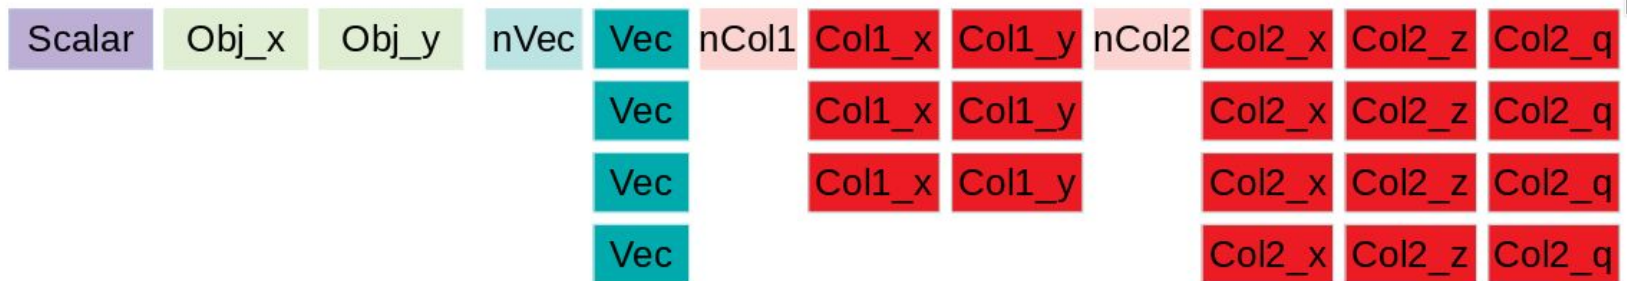 Scalar Obj_x Obj_y nVec Vec nCol1 Col1_x Col1_y nCol2 Col2_x Col2_z Col2_q
Vec Col1_x Col1_y Col2_x Col2_z Col2_q
Vec Col1_x Col1_y Col2_x Col2_z Col2_q
Vec Col2_x Col2_z Col2_q